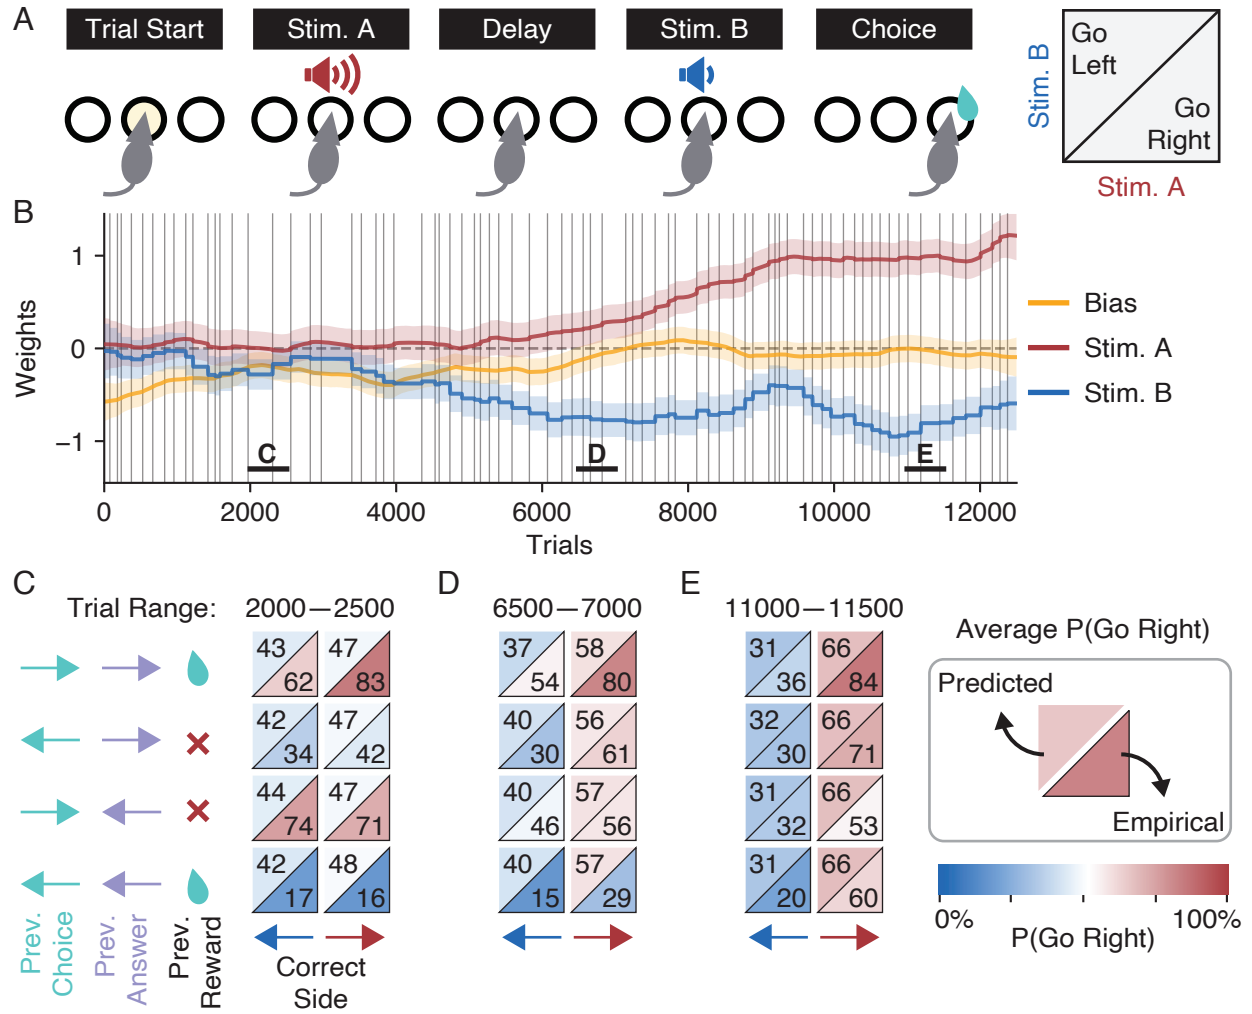 A
Trial Start
Stim. A
Delay
Stim. B
Choice
Go
Left
Go
Right
Stim. B
Stim. A
B
Weights
1
0
−1
C
D
E
0
2000
4000
6000
8000
10000
12000
Trials
Bias
Stim. A
Stim. B
C
D
E
Trial Range:
2000—2500
6500—7000
11000—11500
43 62 47 83 37 54 58 80 31 36 66 84
42 34 47 42 40 30 56 61 32 30 66 71
44 74 47 71 40 46 57 56 31 32 66 53
42 17 48 16 40 15 57 29 31 20 66 60
Prev.
Choice
Prev.
Answer
Prev.
Reward
Correct
Side
Average P(Go Right)
Predicted
Empirical
0%
100%
P(Go Right)